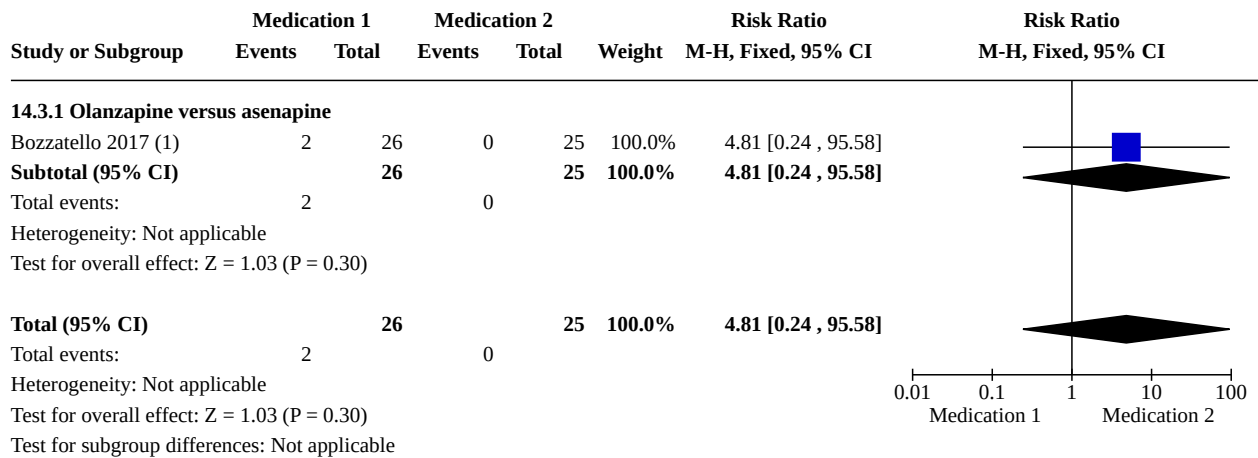 Medication 1 Medication 2 Risk Ratio Risk Ratio
Study or Subgroup Events Total Events Total Weight M-H, Fixed, 95% CI M-H, Fixed, 95% CI
14.3.1 Olanzapine versus asenapine
Bozzatello 2017 (1) 2 26 0 25 100.0% 4.81 [0.24 , 95.58]
Subtotal (95% CI) 26 25 100.0% 4.81 [0.24 , 95.58]
Total events: 2 0
Heterogeneity: Not applicable
Test for overall effect: Z = 1.03 (P = 0.30)
Total (95% CI) 26 25 100.0% 4.81 [0.24 , 95.58]
Total events: 2 0
Heterogeneity: Not applicable
0.01 0.1 1 10 100
Test for overall effect: Z = 1.03 (P = 0.30)
Medication 1 Medication 2
Test for subgroup differences: Not applicable